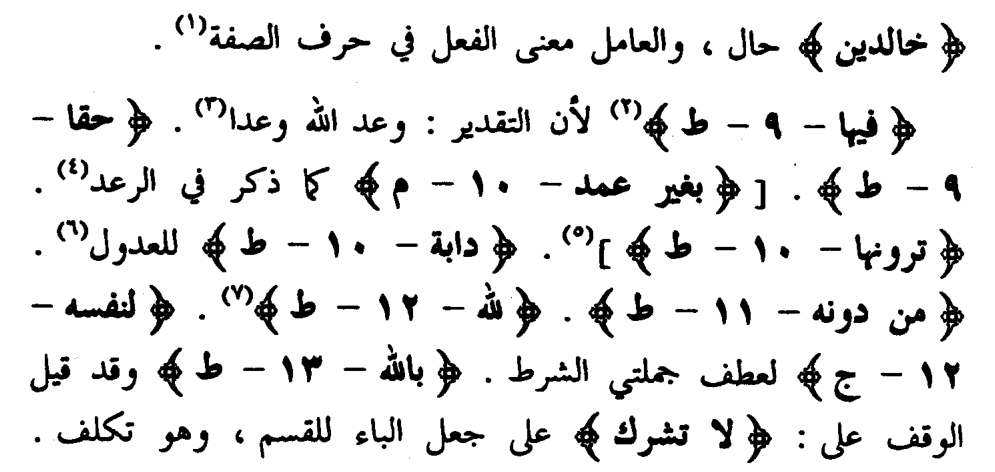 ﴿ خالدين ﴾ حال ، والعامل معنى الفعل في حرف الصفة(١) .
﴿ فيها – ٩ – ط ﴾(٢) لأن التقدير : وعد الله وعدا(٣) . ﴿ حقا –
٩ – ط ﴾ . [ ﴿ بغير عمد – ١٠ – م ﴾ كما ذكر في الرعد(٤) .
﴿ ترونها – ١٠ – ط ﴾ ](٥) . ﴿ دابة – ١٠ – ط ﴾ للعدول(٦) .
﴿ من دونه – ١١ – ط ﴾ . ﴿ لله – ١٢ – ط ﴾(٧) . ﴿ لنفسه –
١٢ – ج ﴾ لعطف جملتي الشرط . ﴿ بالله – ١٣ – ط ﴾ وقد قيل
الوقف على : ﴿ لا تشرك ﴾ على جعل الباء للقسم ، وهو تكلف .